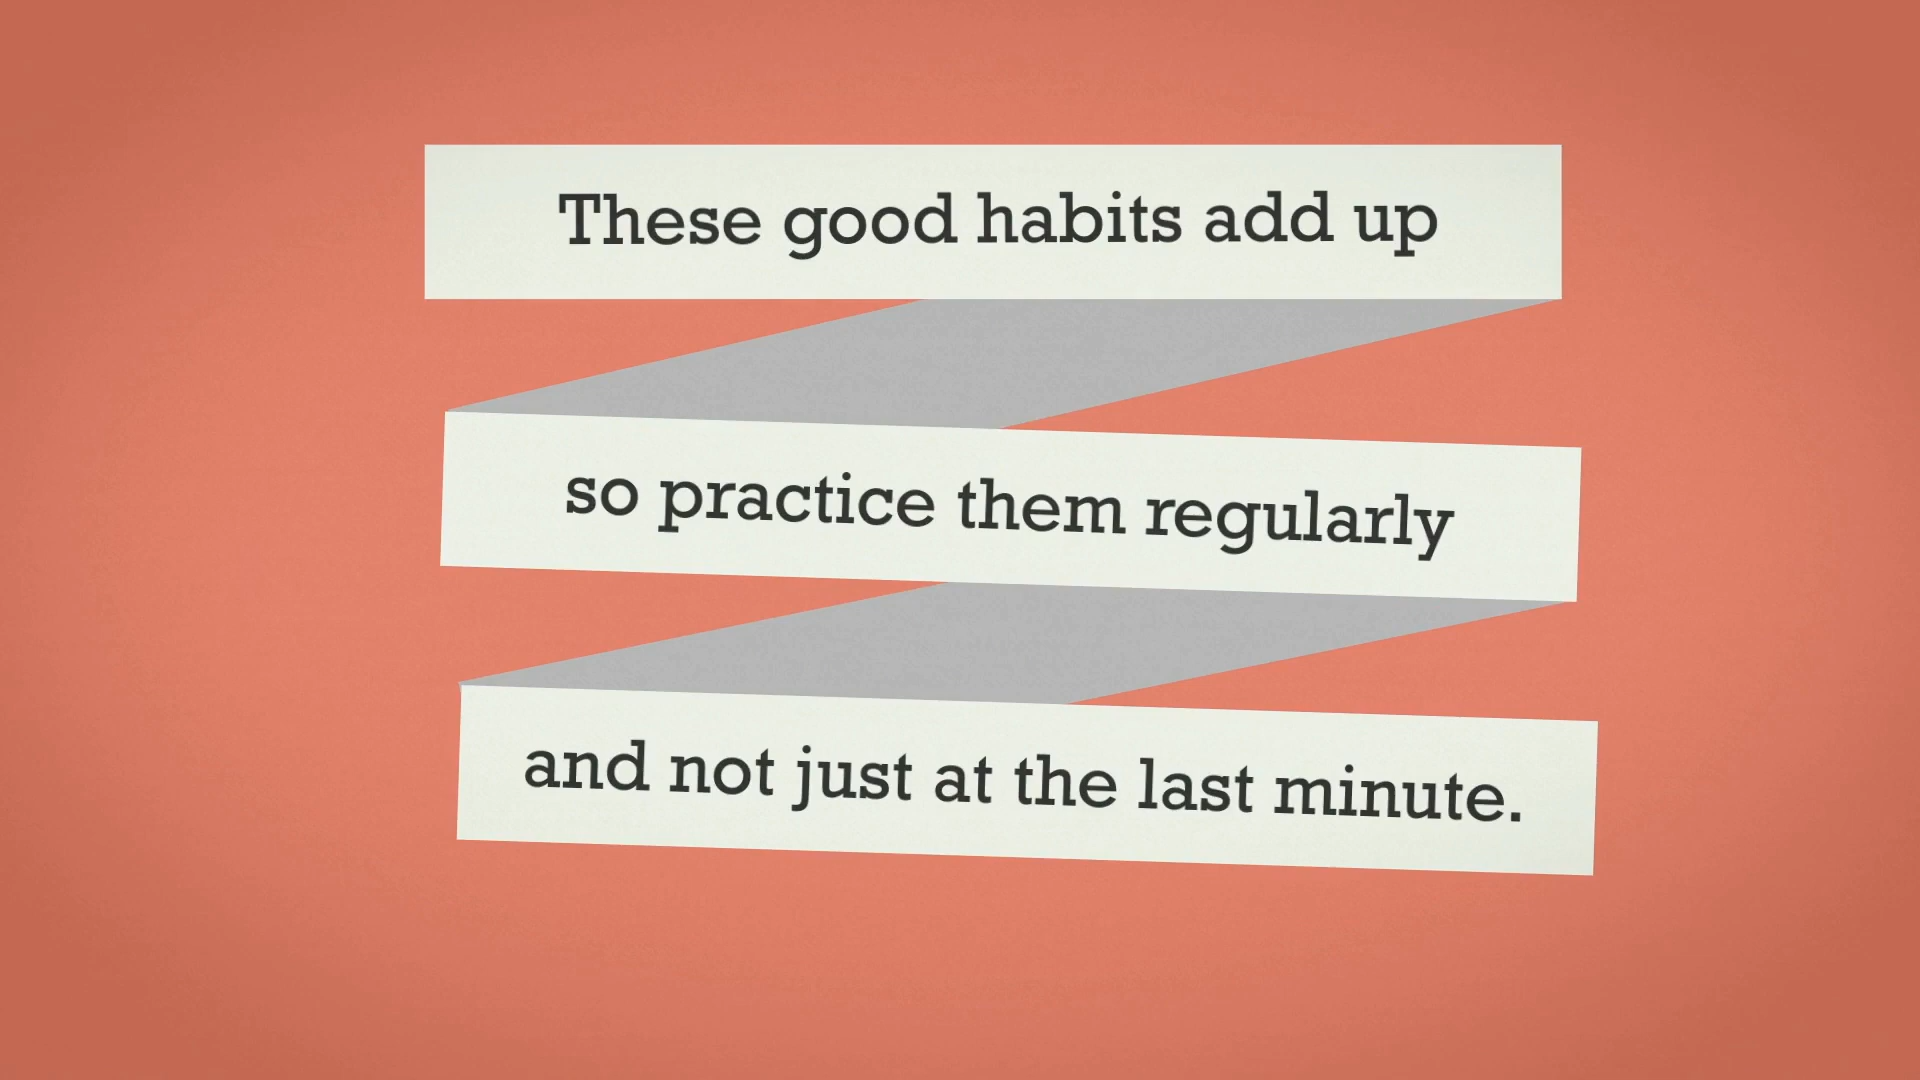 These good habits add up
so practice them regularly
and not just at the last minute.